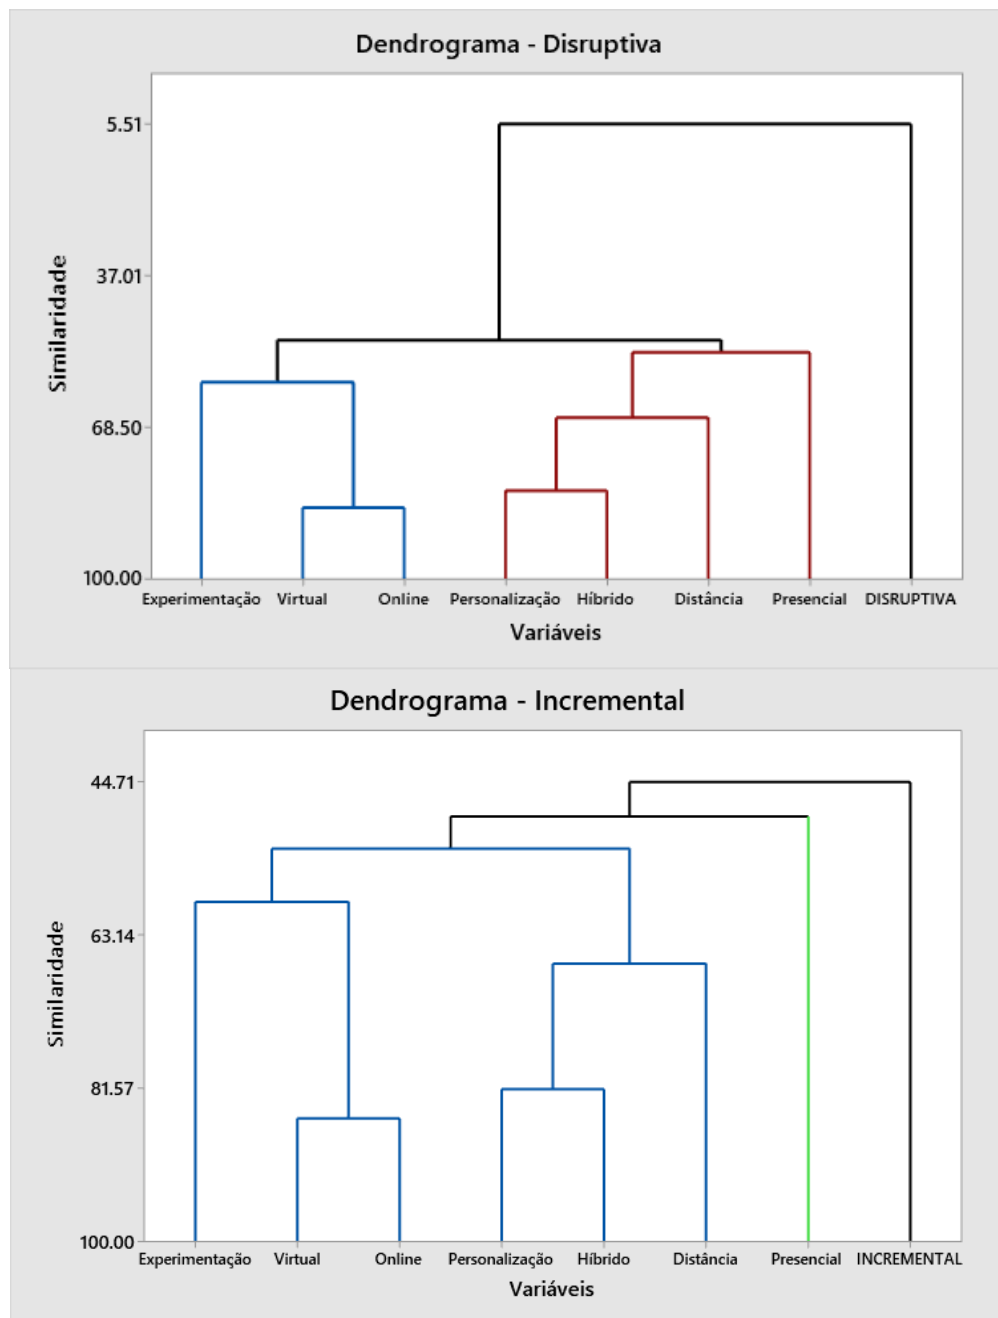 Dendrograma - Disruptiva
Similaridade
5.51
37.01
68.50
100.00
Experimentação Virtual Online Personalização Híbrido Distância Presencial DISRUPTIVA
Variáveis
Dendrograma - Incremental
Similaridade
44.71
63.14
81.57
100.00
Experimentação Virtual Online Personalização Híbrido Distância Presencial INCREMENTAL
Variáveis